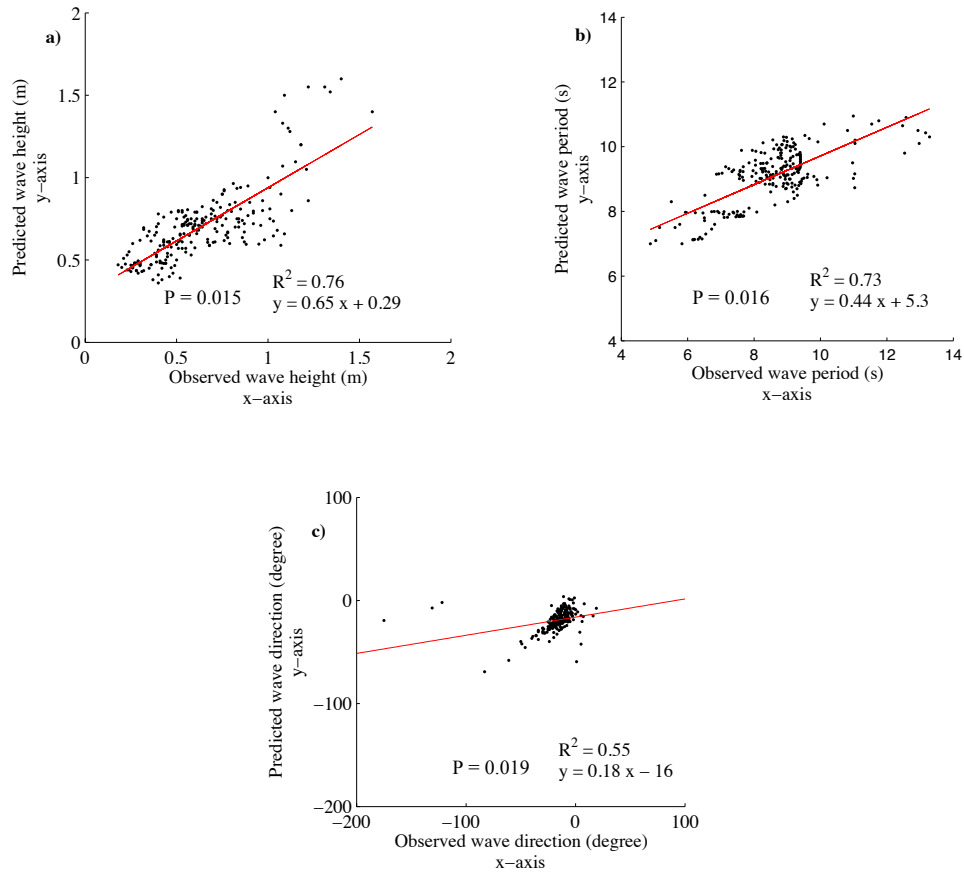 a)
2
1.5
1
0.5
0
Predicted wave height (m)
y−axis
P = 0.015
R² = 0.76
y = 0.65 x + 0.29
0 0.5 1 1.5 2
Observed wave height (m)
x−axis
b)
14
12
10
8
6
4
Predicted wave period (s)
y−axis
P = 0.016
R² = 0.73
y = 0.44 x + 5.3
4 6 8 10 12 14
Observed wave period (s)
x−axis
c)
100
0
−100
−200
Predicted wave direction (degree)
y−axis
P = 0.019
R² = 0.55
y = 0.18 x − 16
−200 −100 0 100
Observed wave direction (degree)
x−axis